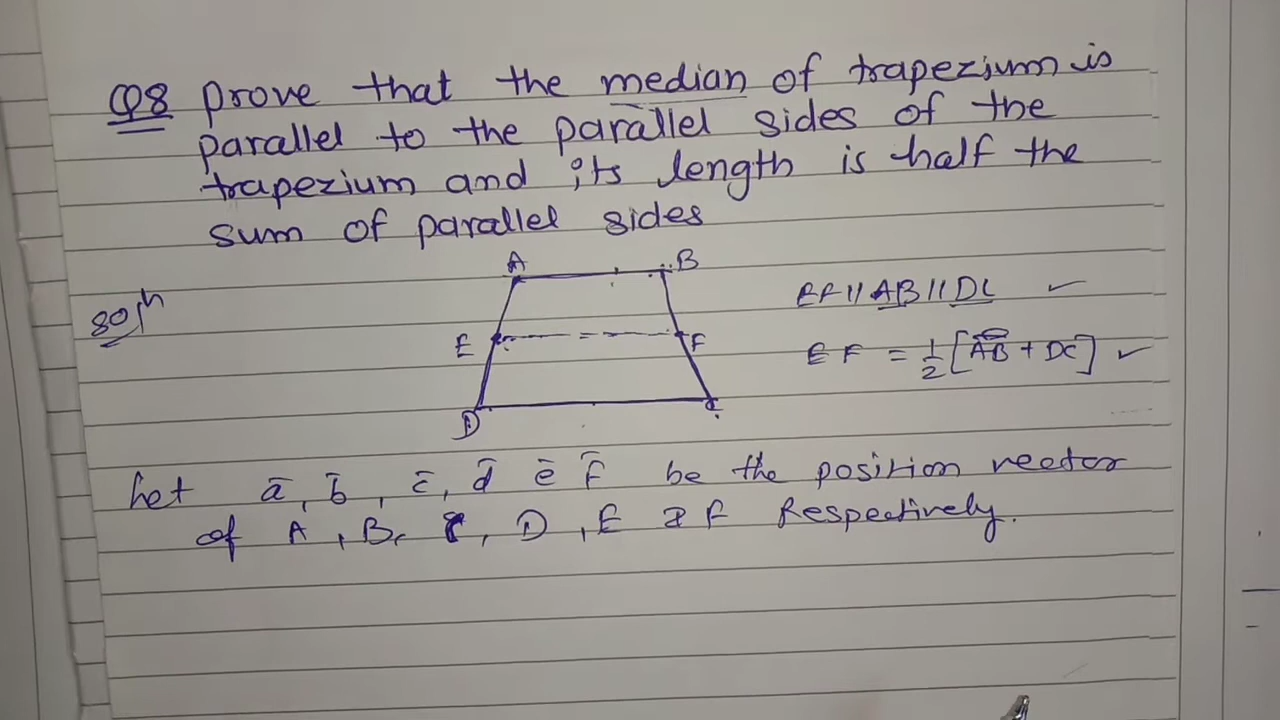 Q8 prove that the median of trapezium is
parallel to the parallel sides of the
trapezium and its length is half the
sum of parallel sides
A B
EF || AB || DC ✓
E F
E F = 1/2 [AB + DC] ✓
D C
Let ā, b̄, c̄, d̄ ē F̄ be the position vector
of A, B, C, D, E & F Respectively.